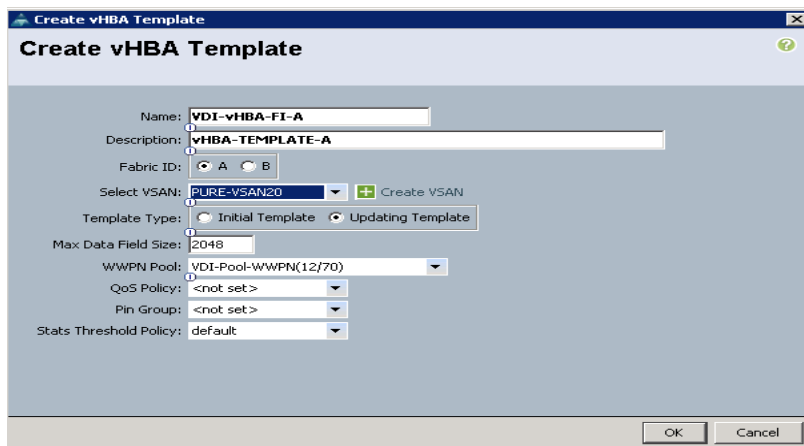 Create vHBA Template
Create vHBA Template
Name: VDI-vHBA-FI-A
Description: vHBA-TEMPLATE-A
Fabric ID: A B
Select VSAN: PURE-VSAN20 Create VSAN
Template Type: Initial Template Updating Template
Max Data Field Size: 2048
WWPN Pool: VDI-Pool-WWPN(12/70)
QoS Policy: <not set>
Pin Group: <not set>
Stats Threshold Policy: default
OK Cancel